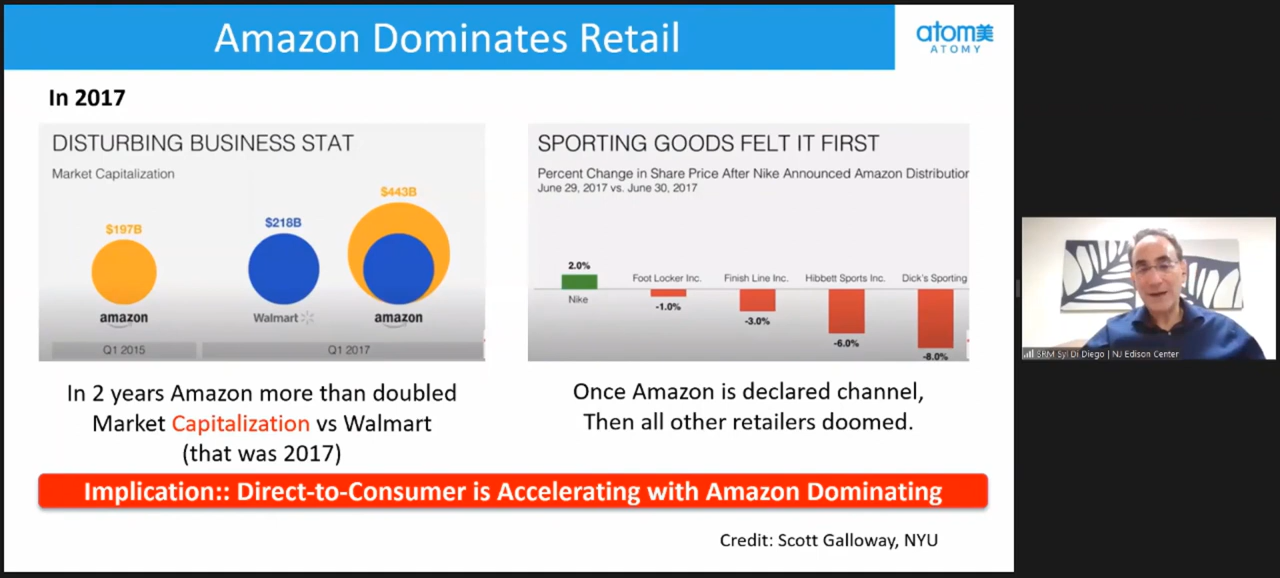 Amazon Dominates Retail
atom美
ATOMY
In 2017
DISTURBING BUSINESS STAT
Market Capitalization
$197B
$218B
$443B
amazon
Walmart
amazon
Q1 2015
Q1 2017
SPORTING GOODS FELT IT FIRST
Percent Change in Share Price After Nike Announced Amazon Distribution
June 29, 2017 vs. June 30, 2017
2.0%
Nike
Foot Locker Inc.
-1.0%
Finish Line Inc.
-3.0%
Hibbett Sports Inc.
-6.0%
Dick's Sporting
-8.0%
In 2 years Amazon more than doubled
Market Capitalization vs Walmart
(that was 2017)
Once Amazon is declared channel,
Then all other retailers doomed.
Implication:: Direct-to-Consumer is Accelerating with Amazon Dominating
Credit: Scott Galloway, NYU
SRM Syl Di Diego | NJ Edison Center